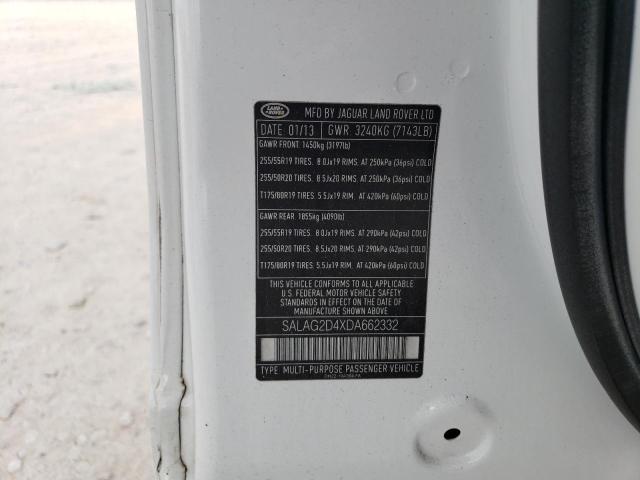 LAND ROVER
MFD BY JAGUAR LAND ROVER LTD
DATE 01/13 GWR 3240KG (7143LB)
GAWR FRONT 1450kg (3197lb)
255/55R19 TIRES. 8 0Jx19 RIMS. AT 250kPa (36psi) COLD
255/50R20 TIRES. 8 5Jx20 RIMS. AT 250kPa (36psi) COLD
T175/80R19 TIRES. 5 5Jx19 RIM. AT 420kPa (60psi) COLD
GAWR REAR. 1855kg (4090lb)
255/55R19 TIRES. 8 0Jx19 RIMS. AT 290kPa (42psi) COLD
255/50R20 TIRES. 8.5Jx20 RIMS. AT 290kPa (42psi) COLD
T175/80R19 TIRES. 5.5Jx19 RIM. AT 420kPa (60psi) COLD
THIS VEHICLE CONFORMS TO ALL APPLICABLE
U.S. FEDERAL MOTOR VEHICLE SAFETY
STANDARDS IN EFFECT ON THE DATE OF
MANUFACTURE SHOWN ABOVE.
SALAG2D4XDA662332
TYPE MULTI-PURPOSE PASSENGER VEHICLE